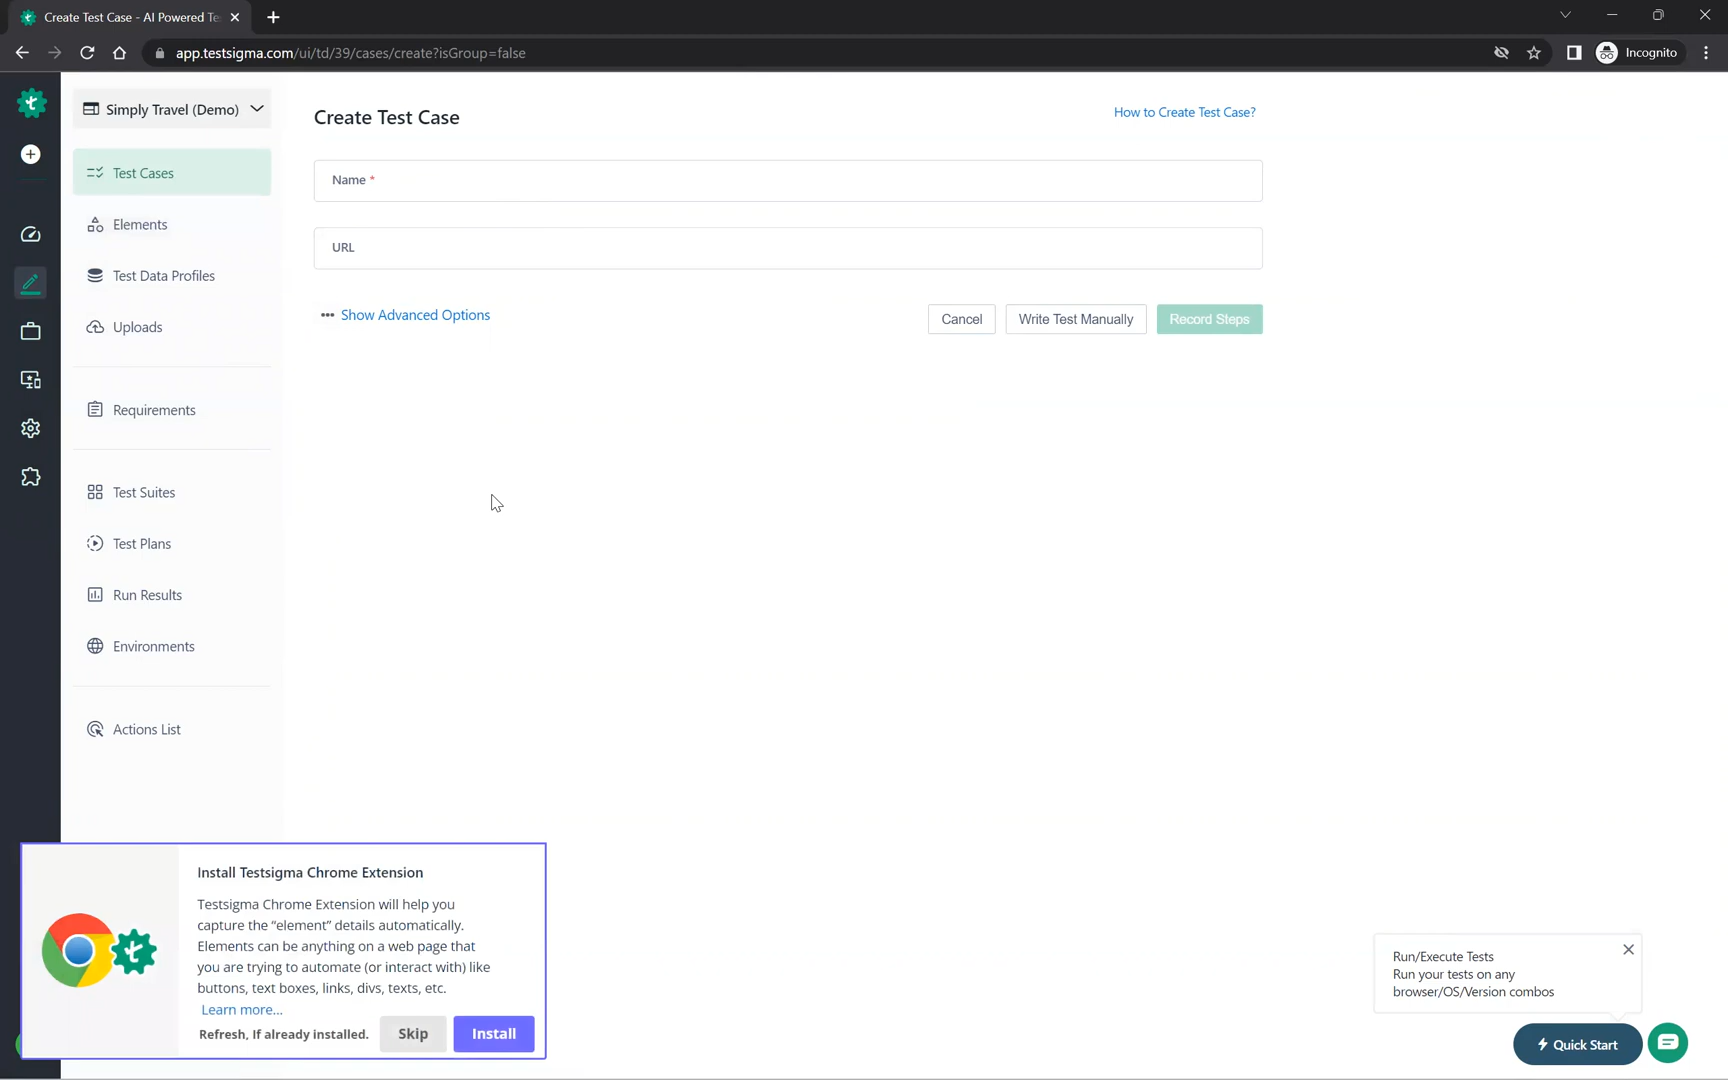 Create Test Case - AI Powered Te
app.testsigma.com/ui/td/39/cases/create?isGroup=false
Incognito
Simply Travel (Demo)
Test Cases
Elements
Test Data Profiles
Uploads
Requirements
Test Suites
Test Plans
Run Results
Environments
Actions List
Create Test Case
How to Create Test Case?
Name *
URL
••• Show Advanced Options
Cancel
Write Test Manually
Record Steps
Install Testsigma Chrome Extension
Testsigma Chrome Extension will help you
capture the “element” details automatically.
Elements can be anything on a web page that
you are trying to automate (or interact with) like
buttons, text boxes, links, divs, texts, etc.
Learn more...
Refresh, If already installed.
Skip
Install
Run/Execute Tests
Run your tests on any
browser/OS/Version combos
Quick Start